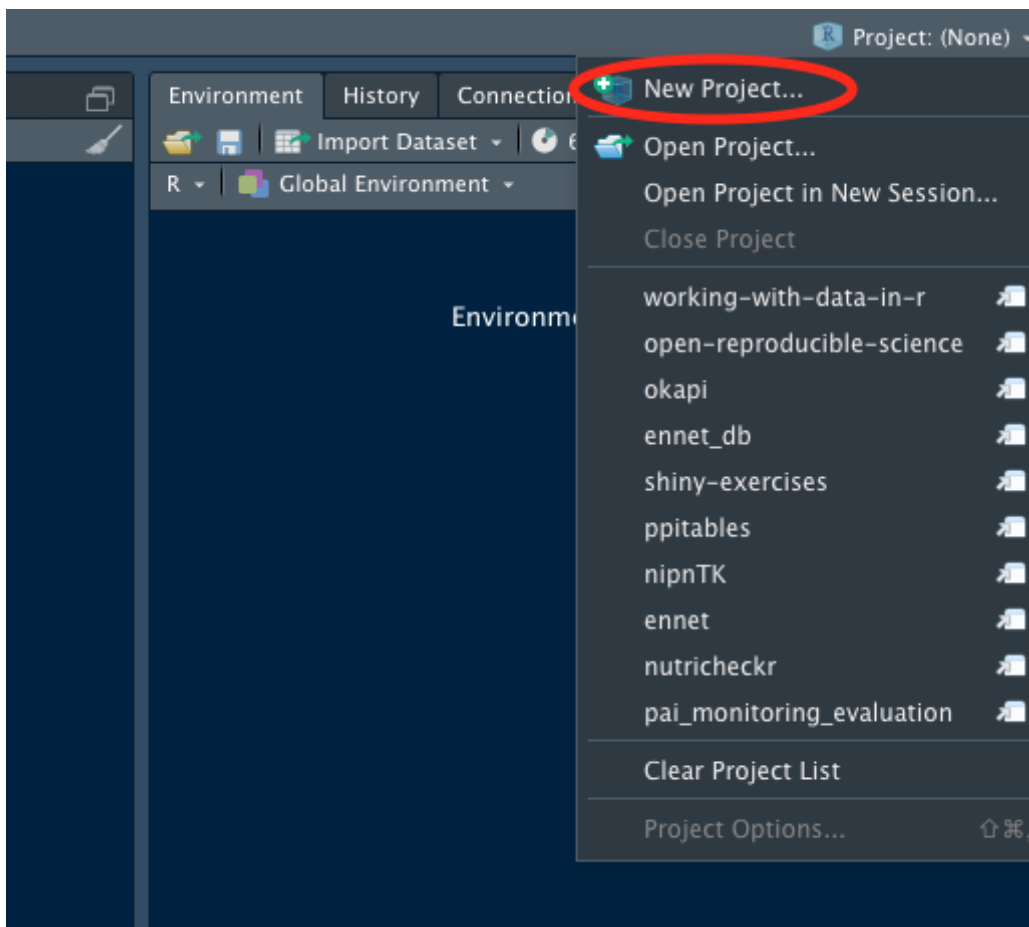 Project: (None)
Environment History Connection
New Project...
Import Dataset
R Global Environment
Open Project...
Open Project in New Session...
Close Project
working-with-data-in-r
Environme
open-reproducible-science
okapi
ennet_db
shiny-exercises
ppitables
nipnTK
ennet
nutricheckr
pai_monitoring_evaluation
Clear Project List
Project Options... ⇧⌘,